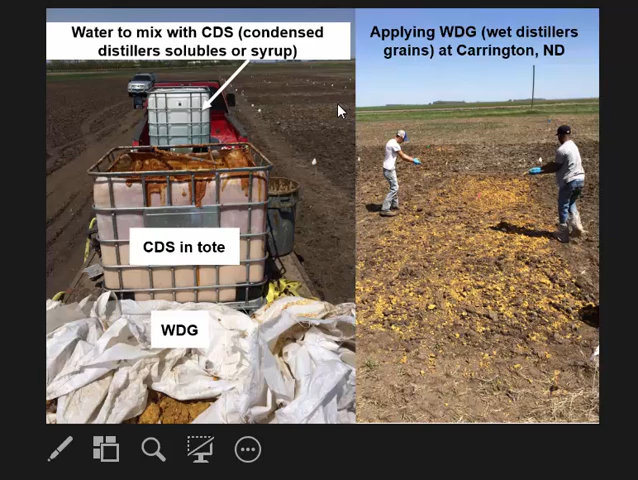 Water to mix with CDS (condensed
distillers solubles or syrup)
Applying WDG (wet distillers
grains) at Carrington, ND
CDS in tote
WDG